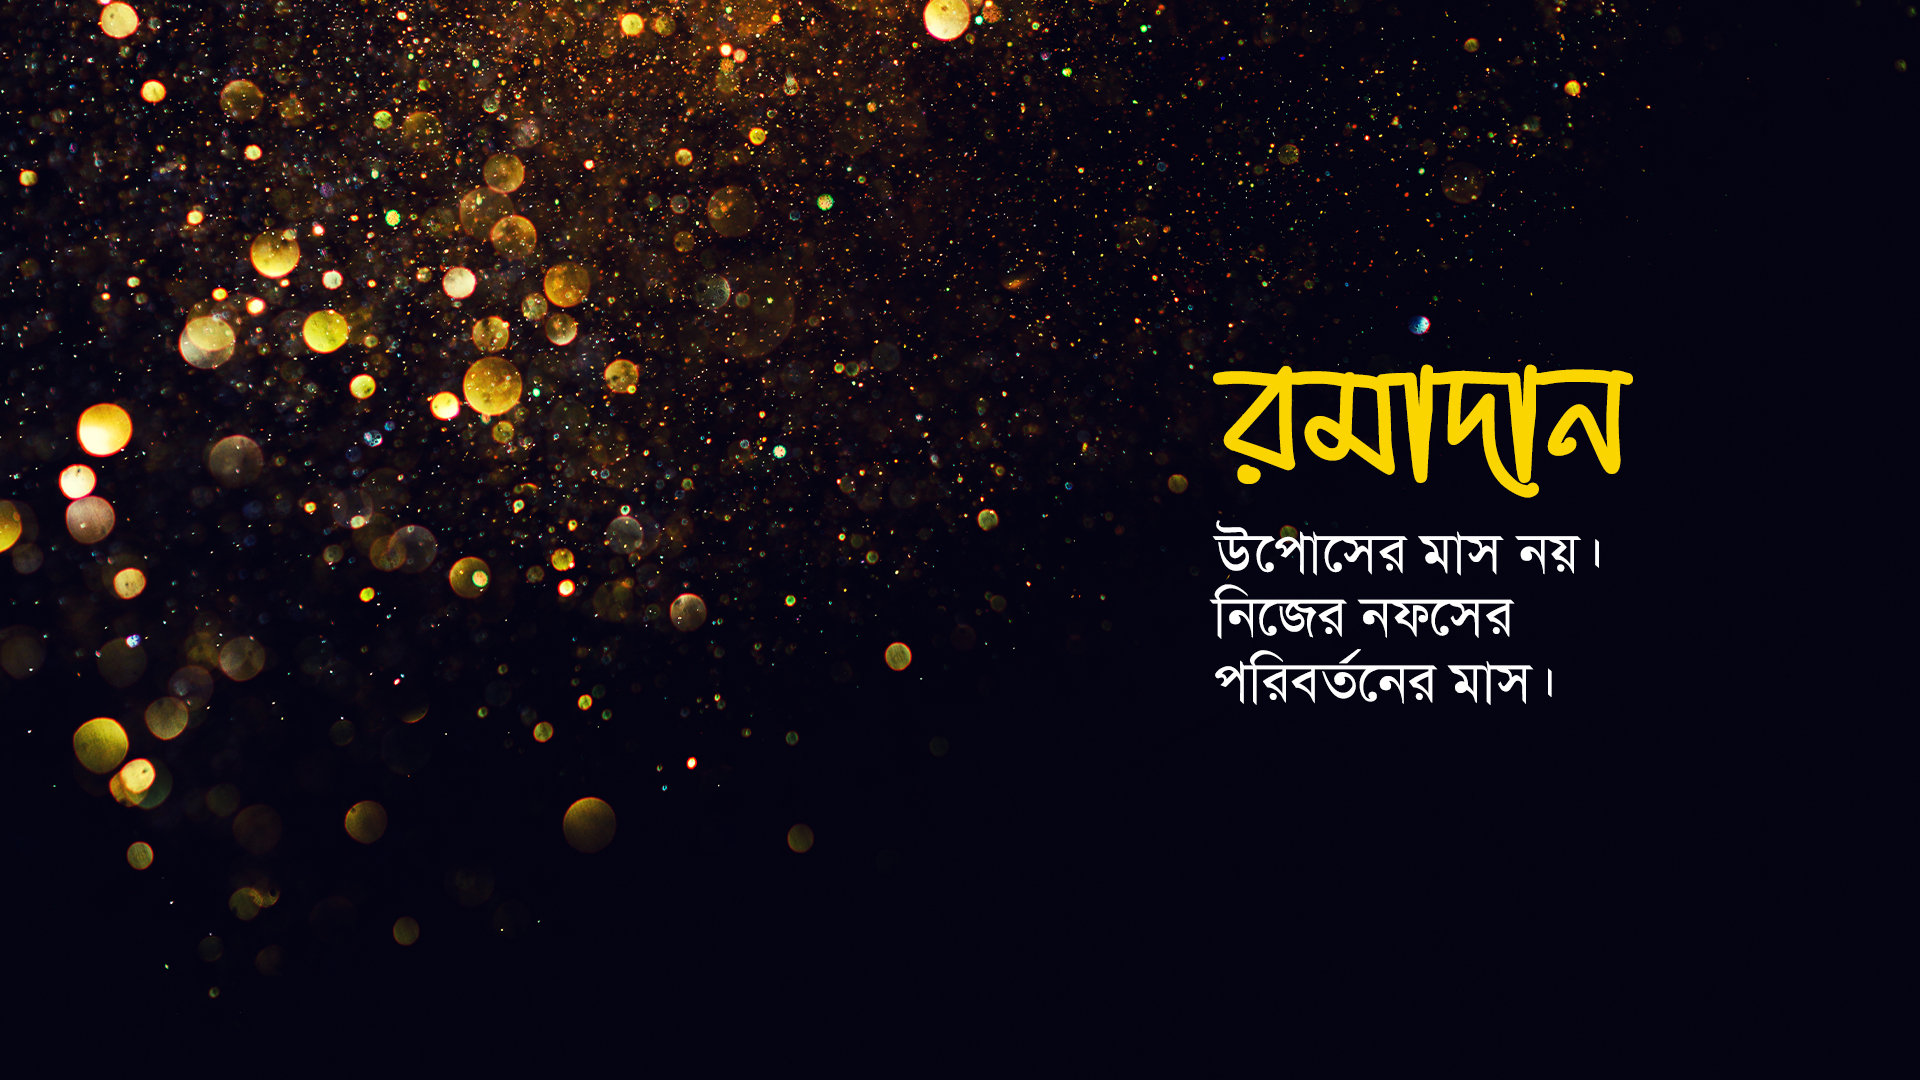 রমাদান
উপোসের মাস নয়।
নিজের নফসের
পরিবর্তনের মাস।